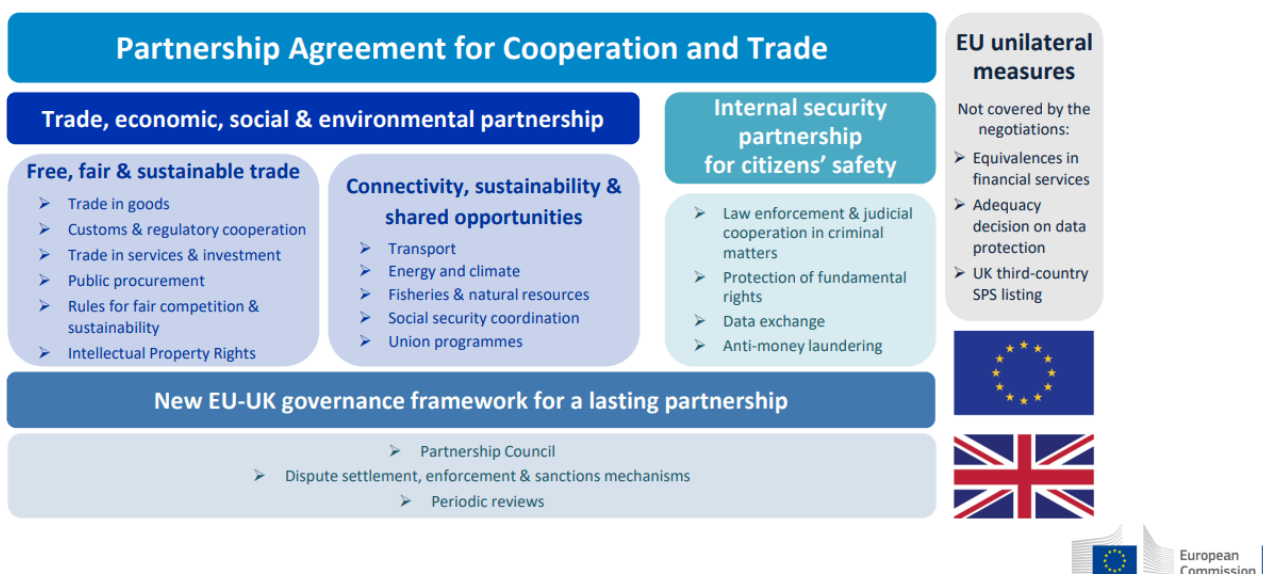 Partnership Agreement for Cooperation and Trade
Trade, economic, social & environmental partnership
Free, fair & sustainable trade
➢ Trade in goods
➢ Customs & regulatory cooperation
➢ Trade in services & investment
➢ Public procurement
➢ Rules for fair competition &
sustainability
➢ Intellectual Property Rights
Connectivity, sustainability &
shared opportunities
➢ Transport
➢ Energy and climate
➢ Fisheries & natural resources
➢ Social security coordination
➢ Union programmes
Internal security
partnership
for citizens’ safety
➢ Law enforcement & judicial
cooperation in criminal
matters
➢ Protection of fundamental
rights
➢ Data exchange
➢ Anti-money laundering
New EU-UK governance framework for a lasting partnership
➢ Partnership Council
➢ Dispute settlement, enforcement & sanctions mechanisms
➢ Periodic reviews
EU unilateral
measures
Not covered by the
negotiations:
➢ Equivalences in
financial services
➢ Adequacy
decision on data
protection
➢ UK third-country
SPS listing
European
Commission